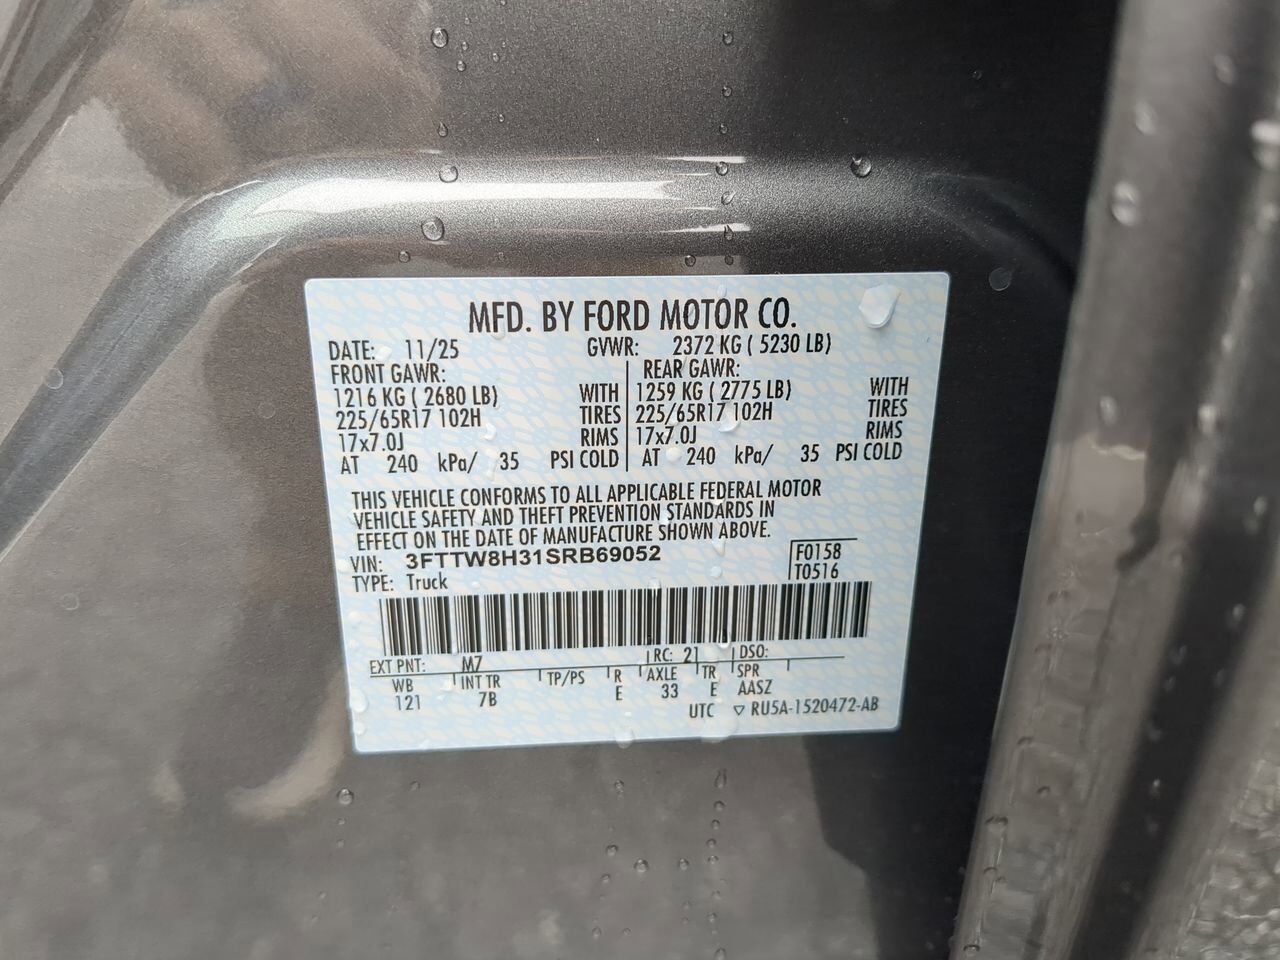 MFD. BY FORD MOTOR CO.
DATE: 11/25 GVWR: 2372 KG ( 5230 LB)
FRONT GAWR: REAR GAWR:
1216 KG ( 2680 LB) WITH 1259 KG ( 2775 LB) WITH
225/65R17 102H TIRES 225/65R17 102H TIRES
17x7.0J RIMS 17x7.0J RIMS
AT 240 kPa/ 35 PSI COLD AT 240 kPa/ 35 PSI COLD
THIS VEHICLE CONFORMS TO ALL APPLICABLE FEDERAL MOTOR
VEHICLE SAFETY AND THEFT PREVENTION STANDARDS IN
EFFECT ON THE DATE OF MANUFACTURE SHOWN ABOVE.
VIN: 3FTTW8H31SRB69052 F0158
TYPE: Truck T0516
EXT PNT: M7 RC: 21 DSO:
WB INT TR TP/PS R AXLE TR SPR
121 7B E 33 E AASZ
UTC ▽ RU5A-1520472-AB